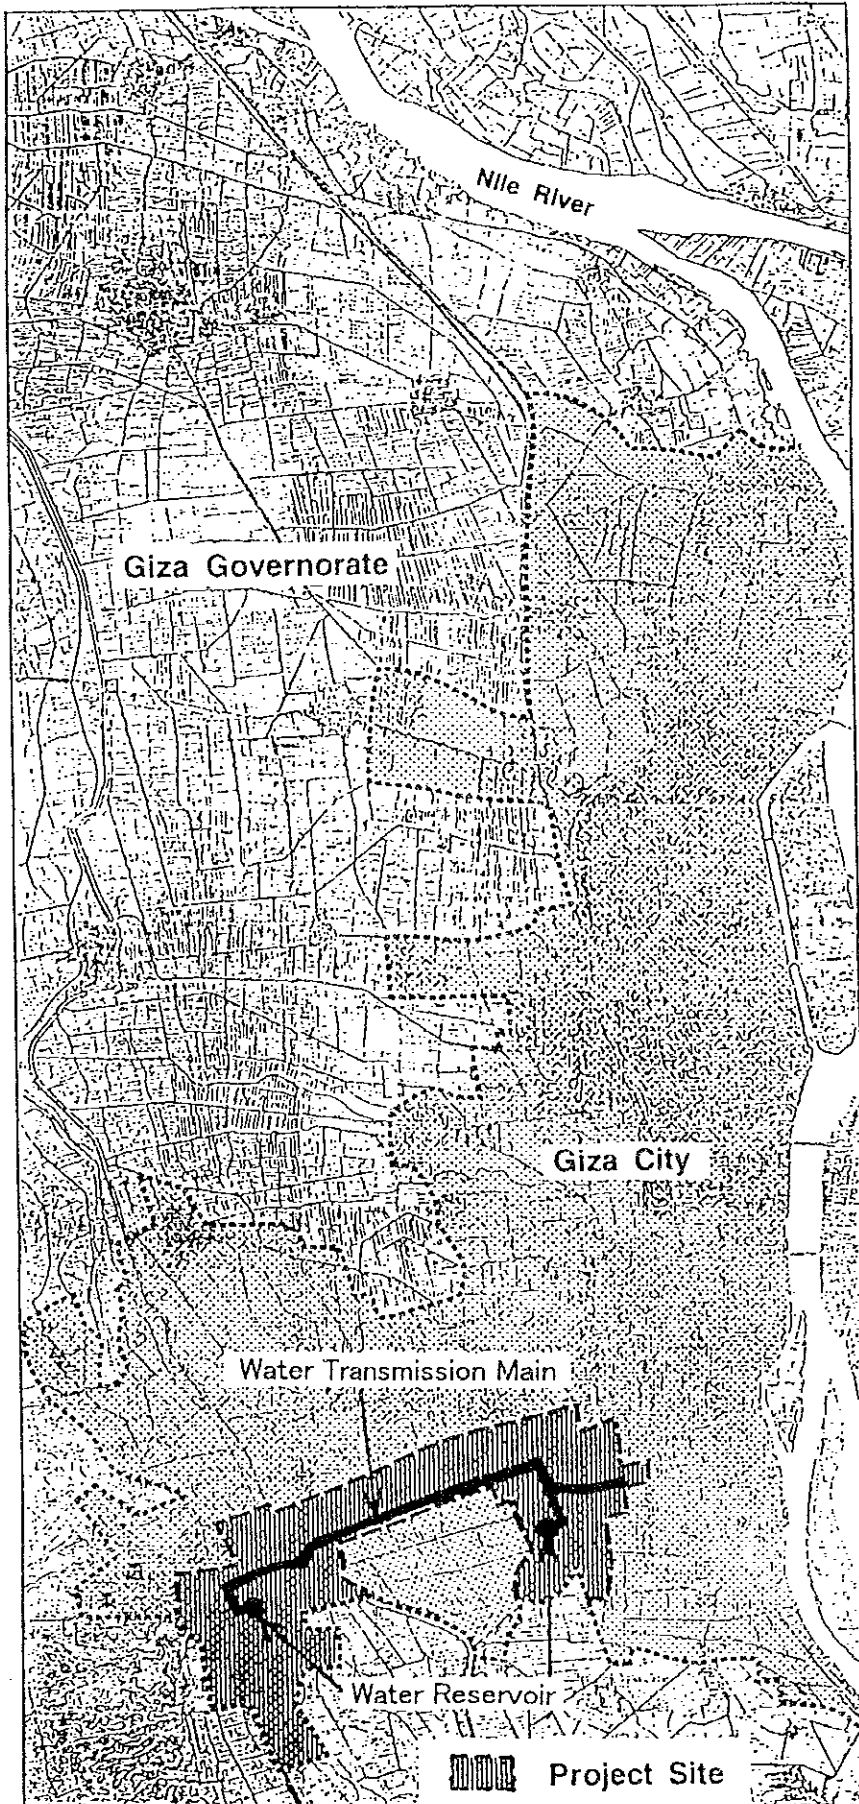 Nile River
Giza Governorate
Giza City
Water Transmission Main
Water Reservoir
Project Site